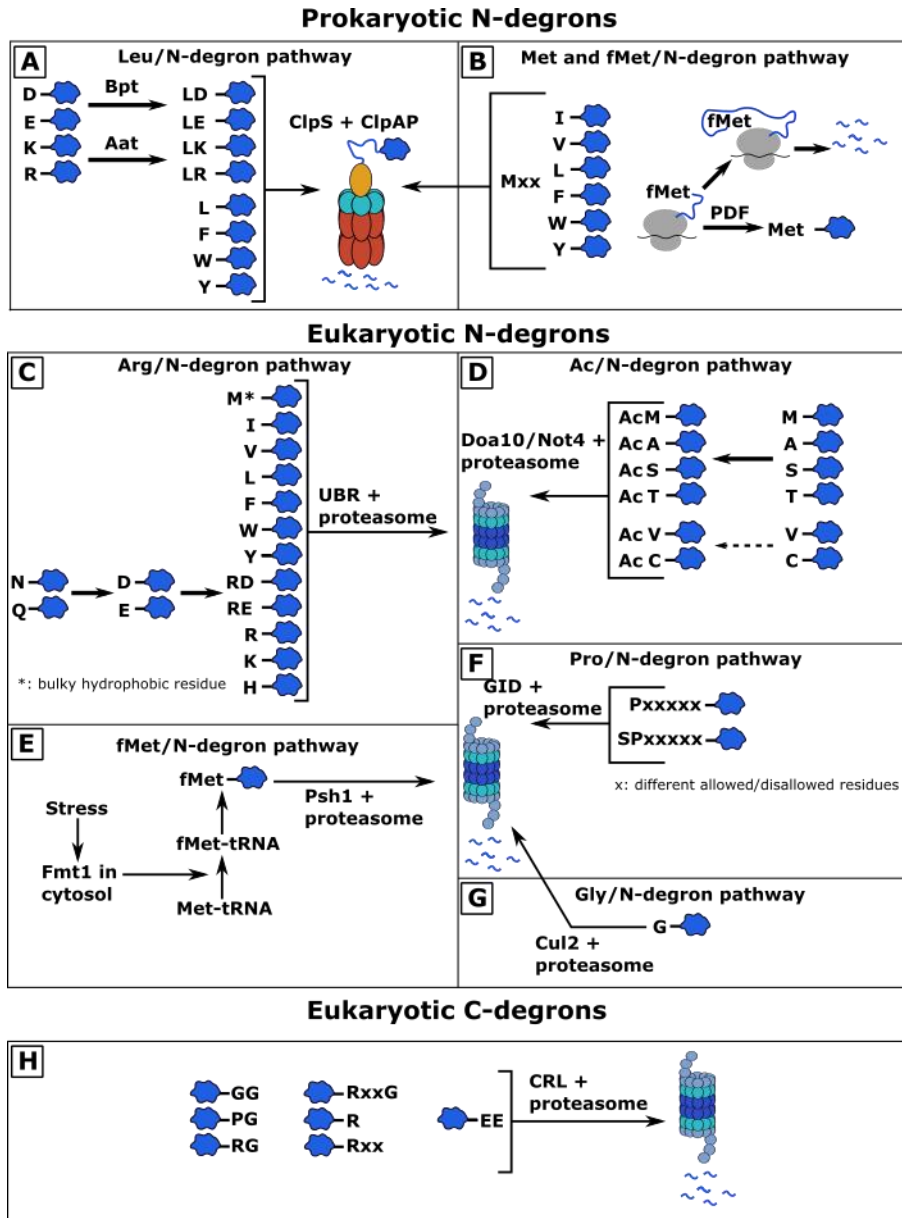 Prokaryotic N-degrons
A
Leu/N-degron pathway
D
E
K
R
Bpt
Aat
LD
LE
LK
LR
L
F
W
Y
ClpS + ClpAP
B
Met and fMet/N-degron pathway
Mxx
I
V
L
F
W
Y
fMet
fMet
PDF
Met
Eukaryotic N-degrons
C
Arg/N-degron pathway
M*
I
V
L
F
W
Y
RD
RE
R
K
H
N
Q
D
E
UBR +
proteasome
*: bulky hydrophobic residue
D
Ac/N-degron pathway
Doa10/Not4 +
proteasome
Ac M
Ac A
Ac S
Ac T
Ac V
Ac C
M
A
S
T
V
C
E
fMet/N-degron pathway
fMet
Psh1 +
proteasome
Stress
fMet-tRNA
Fmt1 in
cytosol
Met-tRNA
F
Pro/N-degron pathway
GID +
proteasome
Pxxxxx
SPxxxxx
x: different allowed/disallowed residues
G
Gly/N-degron pathway
G
Cul2 +
proteasome
Eukaryotic C-degrons
H
GG
PG
RG
RxxG
R
Rxx
EE
CRL +
proteasome